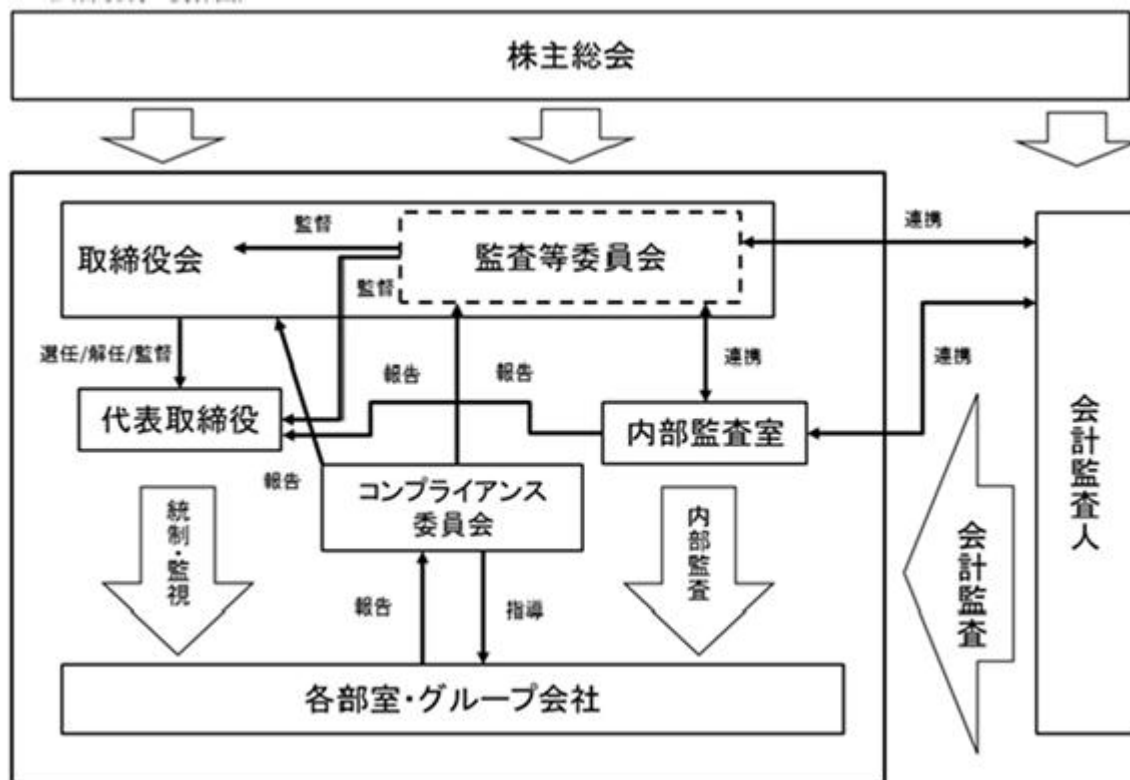 株主総会
監督
連携
取締役会
監査等委員会
監督
選任/解任/監督
報告
報告
連携
連携
代表取締役
内部監査室
会計監査人
報告
コンプライアンス
委員会
統制・監視
内部監査
会計監査
報告
指導
各部室・グループ会社